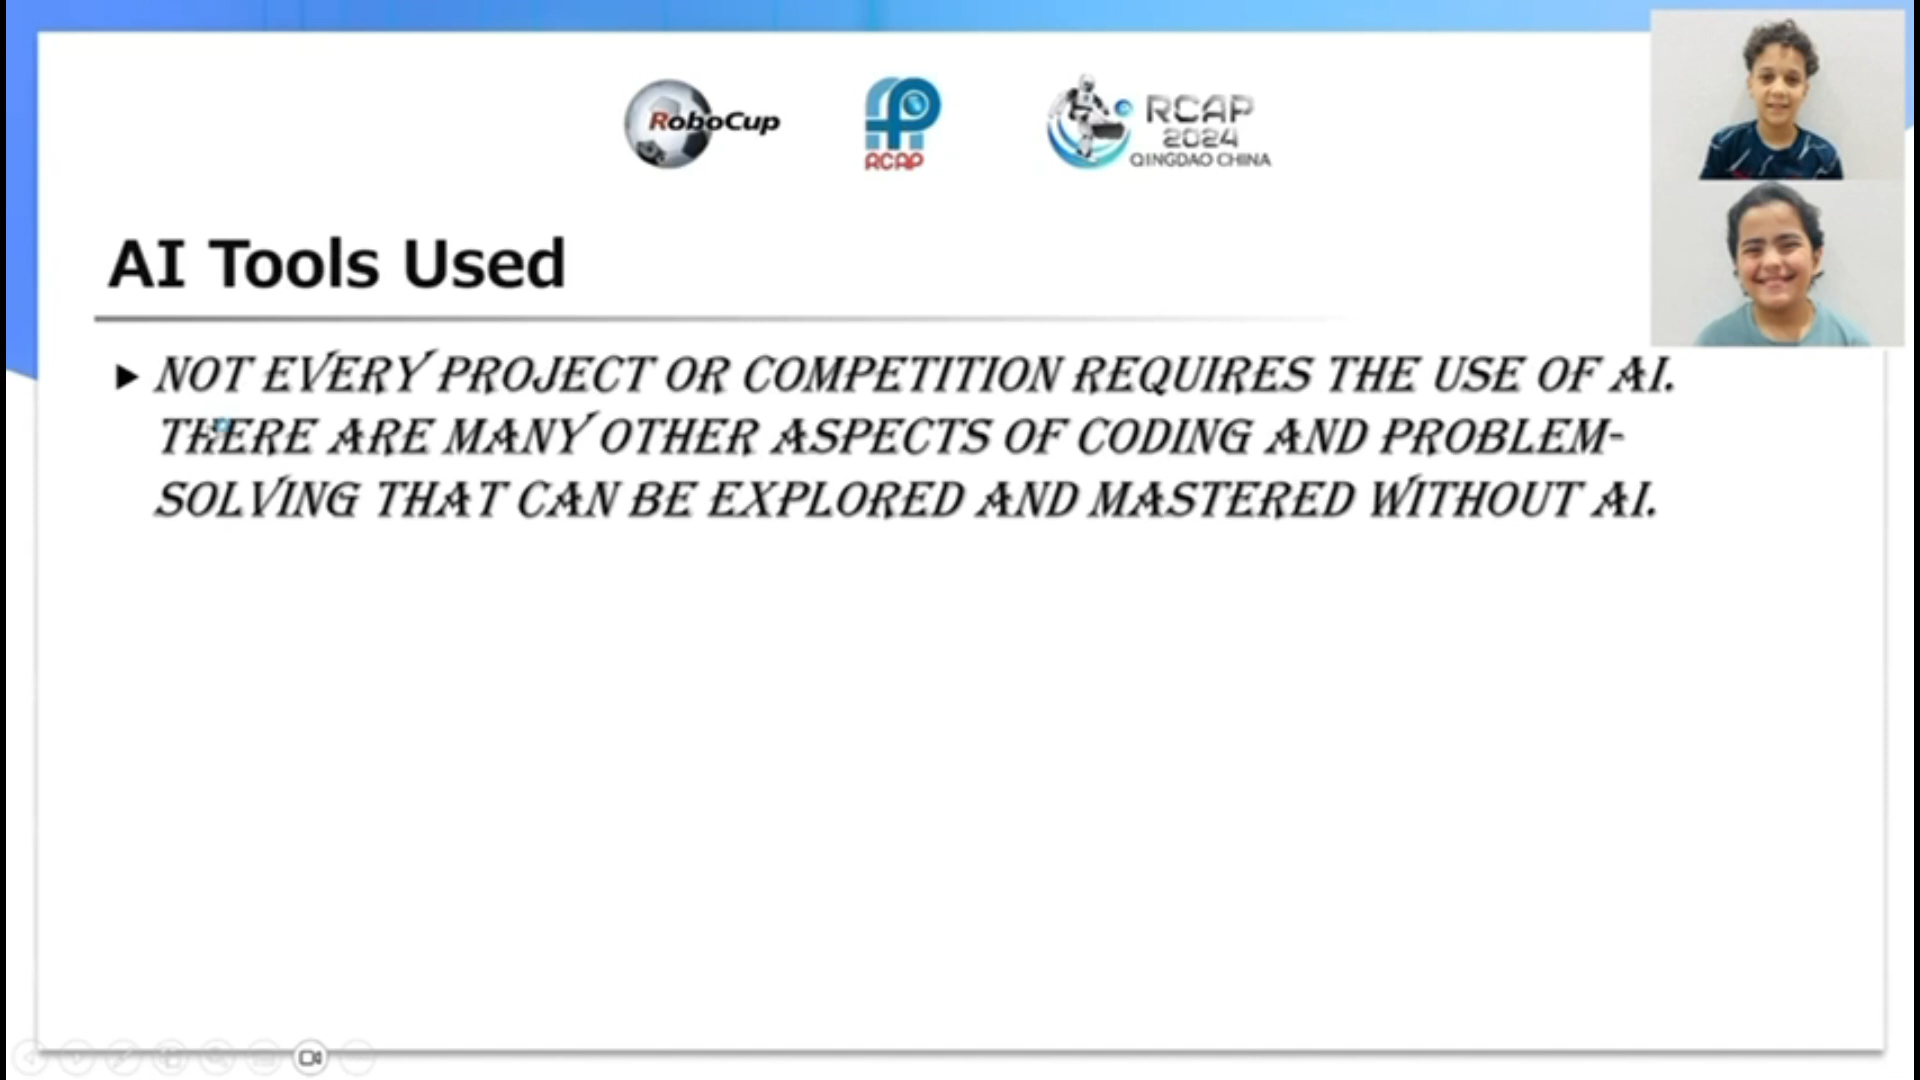 RoboCup
RCAP
RCAP
2024
QINGDAO CHINA
AI Tools Used
NOT EVERY PROJECT OR COMPETITION REQUIRES THE USE OF AI.
THERE ARE MANY OTHER ASPECTS OF CODING AND PROBLEM-
SOLVING THAT CAN BE EXPLORED AND MASTERED WITHOUT AI.